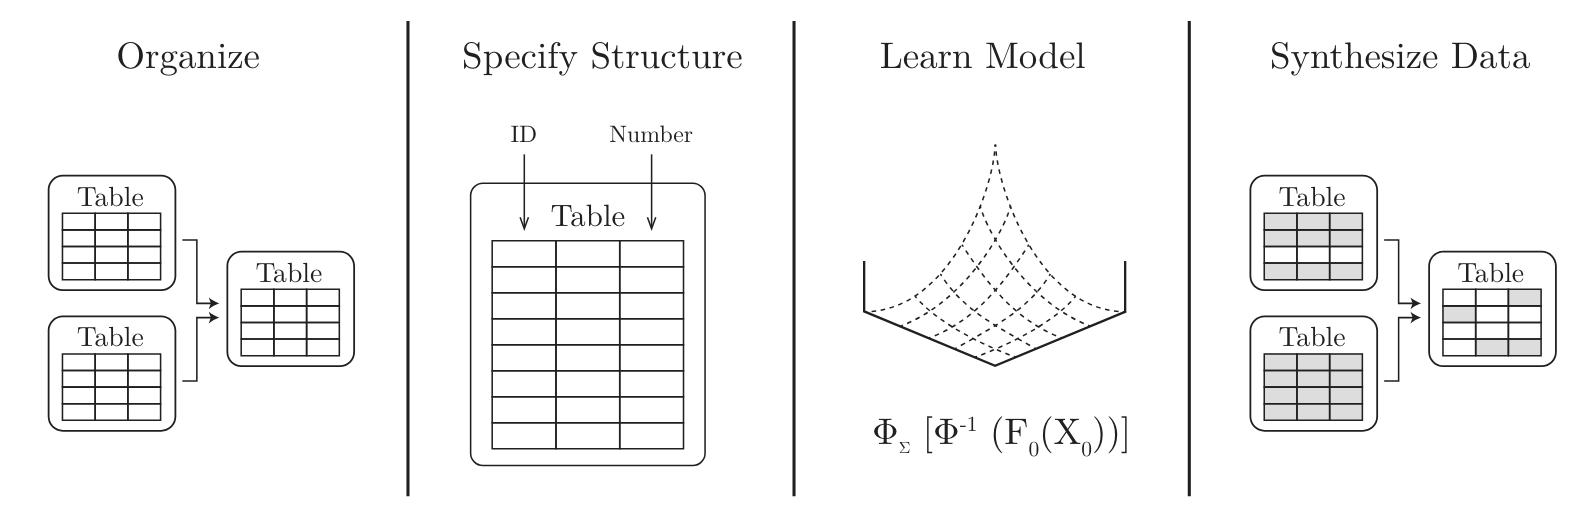 Organize
Table
Table
Table
Specify Structure
ID Number
Table
Learn Model
Φ_Σ [Φ^-1 (F_0(X_0))]
Synthesize Data
Table
Table
Table